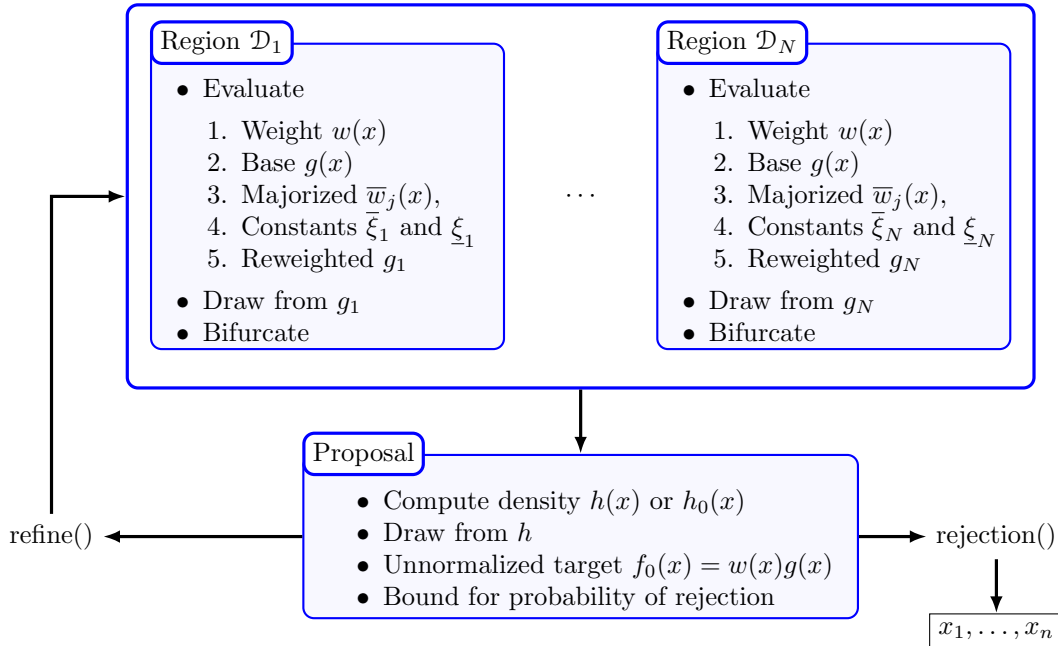 Region 𝒟₁
• Evaluate
1. Weight w(x)
2. Base g(x)
3. Majorized w̅ⱼ(x),
4. Constants ξ̅₁ and ξ̲₁
5. Reweighted g₁
• Draw from g₁
• Bifurcate
…
Region 𝒟_N
• Evaluate
1. Weight w(x)
2. Base g(x)
3. Majorized w̅ⱼ(x),
4. Constants ξ̅_N and ξ̲_N
5. Reweighted g_N
• Draw from g_N
• Bifurcate
Proposal
• Compute density h(x) or h₀(x)
• Draw from h
• Unnormalized target f₀(x) = w(x)g(x)
• Bound for probability of rejection
refine()
rejection()
x₁, …, xₙ